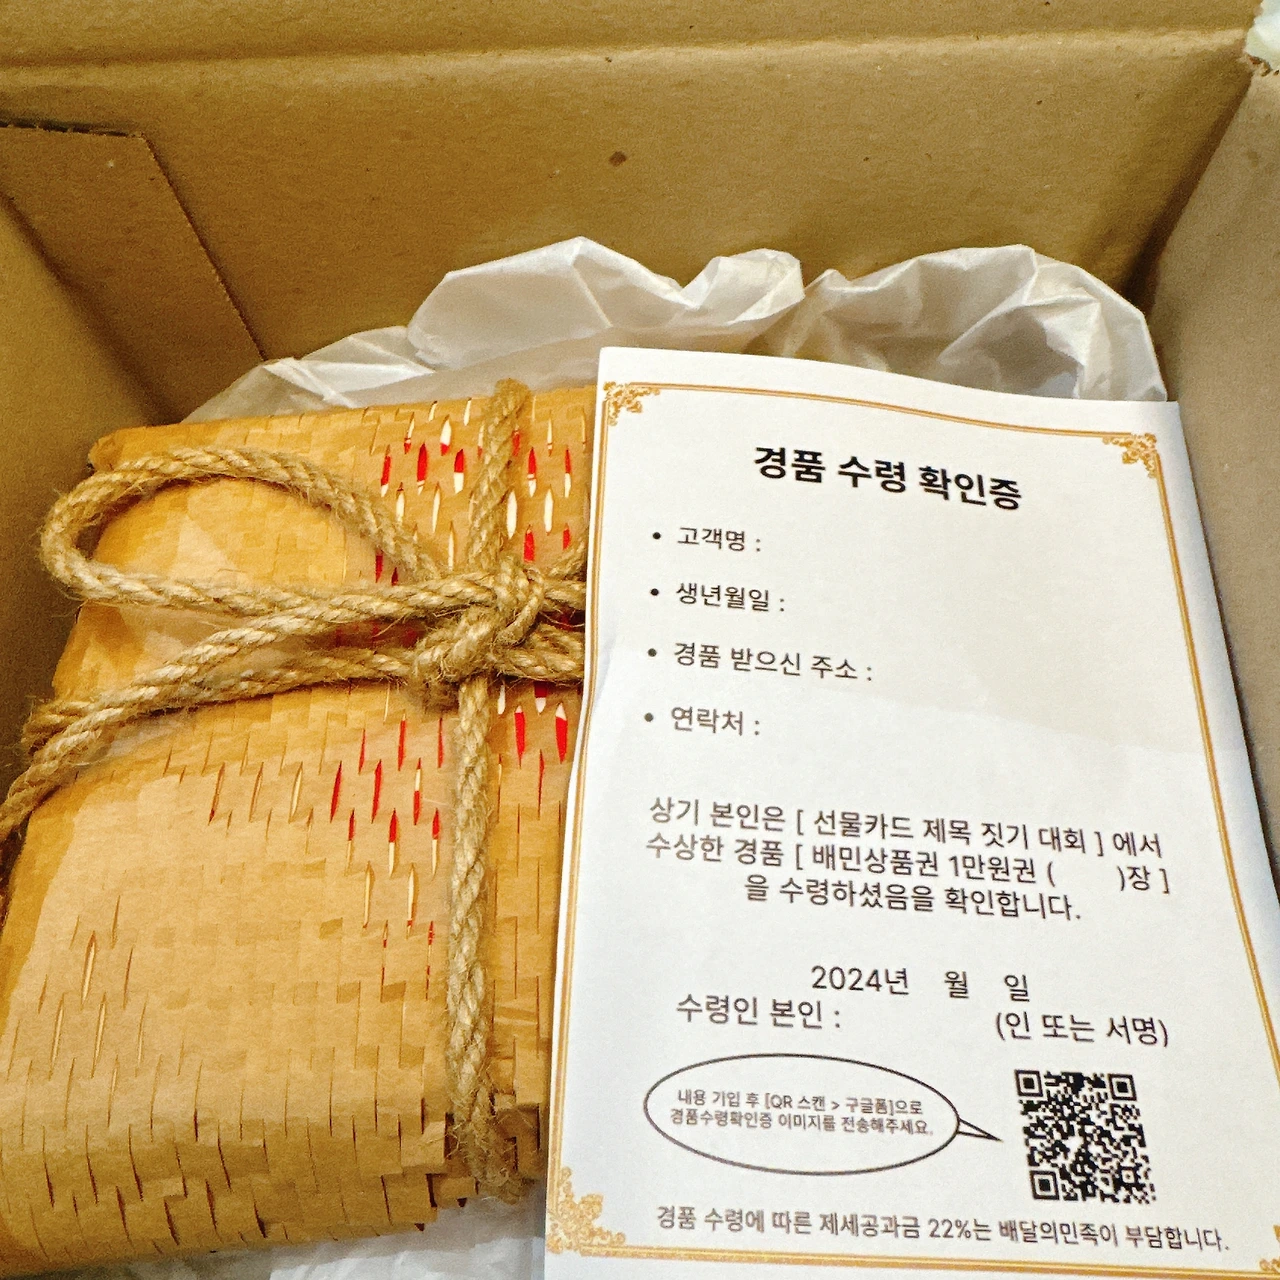 경품 수령 확인증
• 고객명 :
• 생년월일 :
• 경품 받으신 주소 :
• 연락처 :
상기 본인은 [ 선물카드 제목 짓기 대회 ] 에서
수상한 경품 [ 배민상품권 1만원권 ( )장 ]
을 수령하셨음을 확인합니다.
2024년 월 일
수령인 본인 : (인 또는 서명)
내용 기입 후 [QR 스캔 > 구글폼]으로
경품수령확인증 이미지를 전송해주세요.
경품 수령에 따른 제세공과금 22%는 배달의민족이 부담합니다.